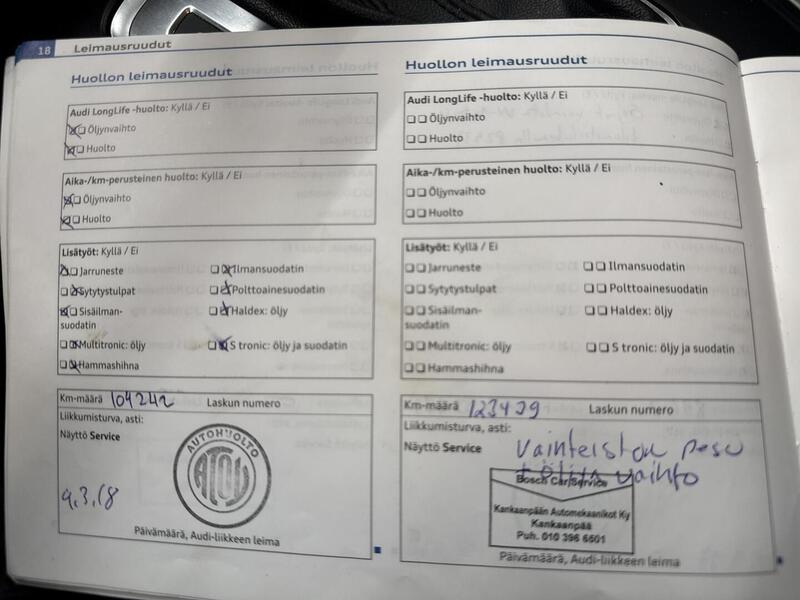 18 Leimausruudut
Huollon leimausruudut
Audi LongLife -huolto: Kyllä / Ei
Öljynvaihto
Huolto
Aika-/km-perusteinen huolto: Kyllä / Ei
Öljynvaihto
Huolto
Lisätyöt: Kyllä / Ei
Jarruneste
Ilmansuodatin
Sytytystulpat
Polttoainesuodatin
Sisäilman-
suodatin
Haldex: öljy
Multitronic: öljy
S tronic: öljy ja suodatin
Hammashihna
Km-määrä 104242 Laskun numero
Liikkumisturva, asti:
Näyttö Service
AUTOHUOLTO
ATOY
9.3.18
Päivämäärä, Audi-liikkeen leima
Huollon leimausruudut
Audi LongLife -huolto: Kyllä / Ei
Öljynvaihto
Huolto
Aika-/km-perusteinen huolto: Kyllä / Ei
Öljynvaihto
Huolto
Lisätyöt: Kyllä / Ei
Jarruneste
Ilmansuodatin
Sytytystulpat
Polttoainesuodatin
Sisäilman-
suodatin
Haldex: öljy
Multitronic: öljy
S tronic: öljy ja suodatin
Hammashihna
Km-määrä 123439 Laskun numero
Liikkumisturva, asti:
Näyttö Service
Vainteiston pesu
+ öljyn vaihto
Bosch Car Service
Kankaanpään Automekaanikot Ky
Kankaanpää
Puh. 010 396 6601
Päivämäärä, Audi-liikkeen leima